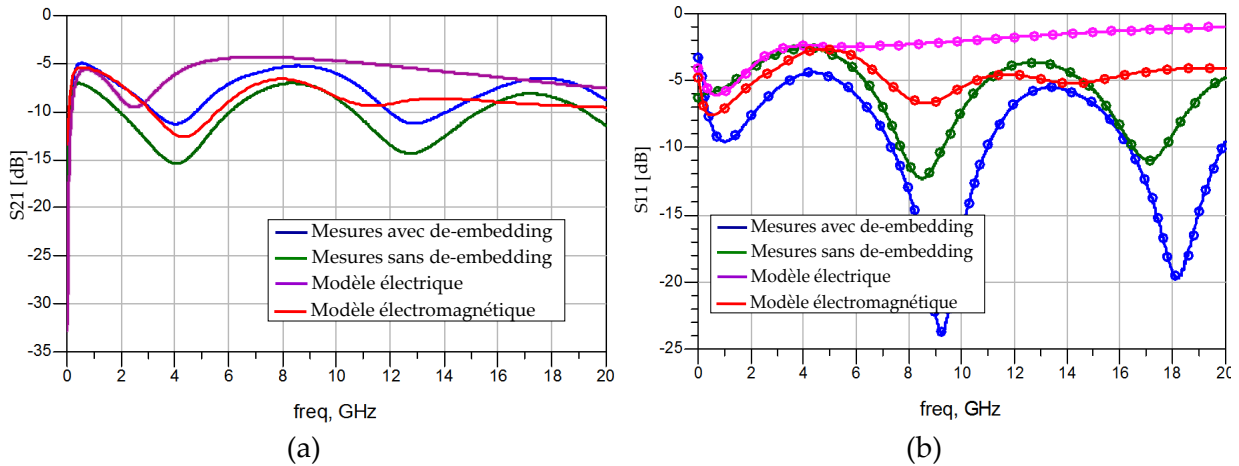 0
-5
-10
-15
-20
-25
-30
-35
S21 [dB]
Mesures avec de-embedding
Mesures sans de-embedding
Modèle électrique
Modèle électromagnétique
0 2 4 6 8 10 12 14 16 18 20
freq, GHz
(a)
0
-5
-10
-15
-20
-25
S11 [dB]
Mesures avec de-embedding
Mesures sans de-embedding
Modèle électrique
Modèle électromagnétique
0 2 4 6 8 10 12 14 16 18 20
freq, GHz
(b)